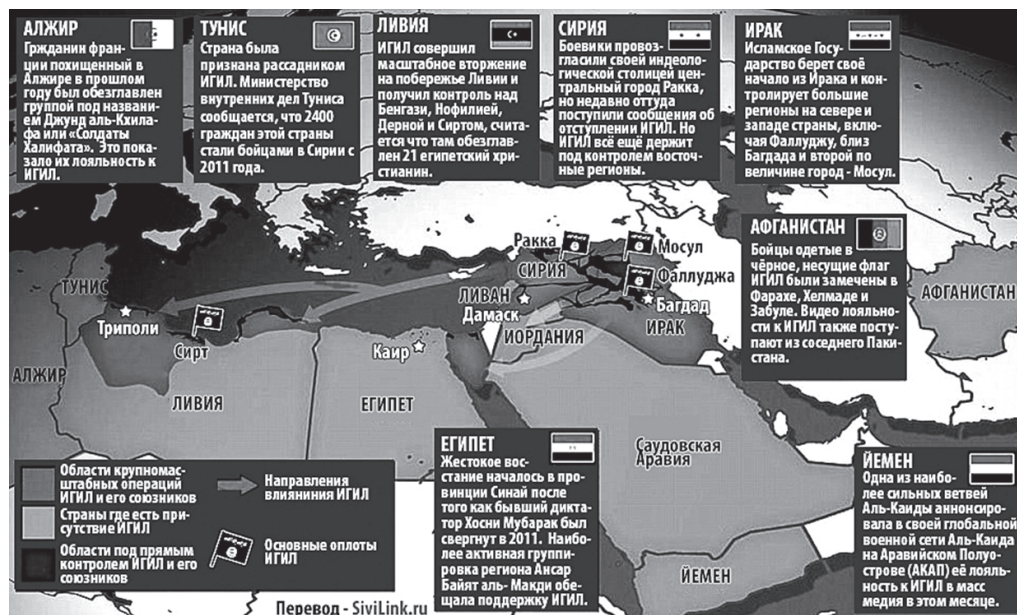 АЛЖИР
Грждании фран-
ции похищенный в
Алжире в прошлом
году был обезглавлен
группой под названи-
ем Джунд аль-Кхила-
фа или «Солдаты
Халифата». Это пока-
зало их лояльность к
ИГИЛ.
ТУНИС
Страна была
признана рассадником
ИГИЛ. Министерство
внутренних дел Туниса
сообщается, что 2400
граждан этой страны
стали бойцами в Сирии с
2011 года.
ЛИВИЯ
ИГИЛ совершил
масштабное вторжение
на побережье Ливии и
получил контроль над
Бенгази, Нофилией,
Дерной и Сиртом, счита-
ется что там обезглав-
лен 21 египетский хри-
стианин.
СИРИЯ
Боевики провоз-
гласили своей индеоло-
гической столицей цен-
тральный город Ракка,
но недавно оттуда
поступили сообщения об
отступлении ИГИЛ. Но
ИГИЛ всё ещё держит
под контролем восточ-
ные регионы.
ИРАК
Исламское Госу-
дарство берет своё
начало из Ирака и кон-
тролирует большие
регионы на севере и
западе страны, вклю-
чая Фаллуджу, близ
Багдада и второй по
величине город - Мосул.
АФГАНИСТАН
Бойцы одетые в
чёрное, несущие флаг
ИГИЛ были замечены в
Фарахе, Хелмаде и
Забуле. Видео лояльно-
сти к ИГИЛ также посту-
пают из соседнего Паки-
стана.
Ракка
Мосул
СИРИЯ
Фаллуджа
ТУНИС
ЛИВАН
Дамаск
Багдад
АФГАНИСТАН
Триполи
ИОРДАНИЯ
ИРАК
Сирт
Каир
АЛЖИР
ЛИВИЯ
ЕГИПЕТ
Саудовская
Аравия
ЙЕМЕН
Области крупномас-
штабных операций
ИГИЛ и его союзников
Страны где есть при-
сутствие ИГИЛ
Области под прямым
контролем ИГИЛ и его
союзников
Направления
влияниния ИГИЛ
Основные оплоты
ИГИЛ
Перевод - SiviLink.ru
ЕГИПЕТ
Жестокое вос-
стание началось в про-
винции Синай после
того как бывший дикта-
тор Хосни Мубарак был
свергнут в 2011. Наибо-
лее активная группи-
ровка региона Ансар
Байят аль- Макди обе-
щала поддержку ИГИЛ.
ЙЕМЕН
Одна из наибо-
лее сильных ветвей
Аль-Каиды анонсиро-
вала в своей глобальной
военной сети Аль-Каида
на Аравийском Полуо-
строве (АКАП) её лояль-
ность к ИГИЛ в масс
медиа в этом месяце.